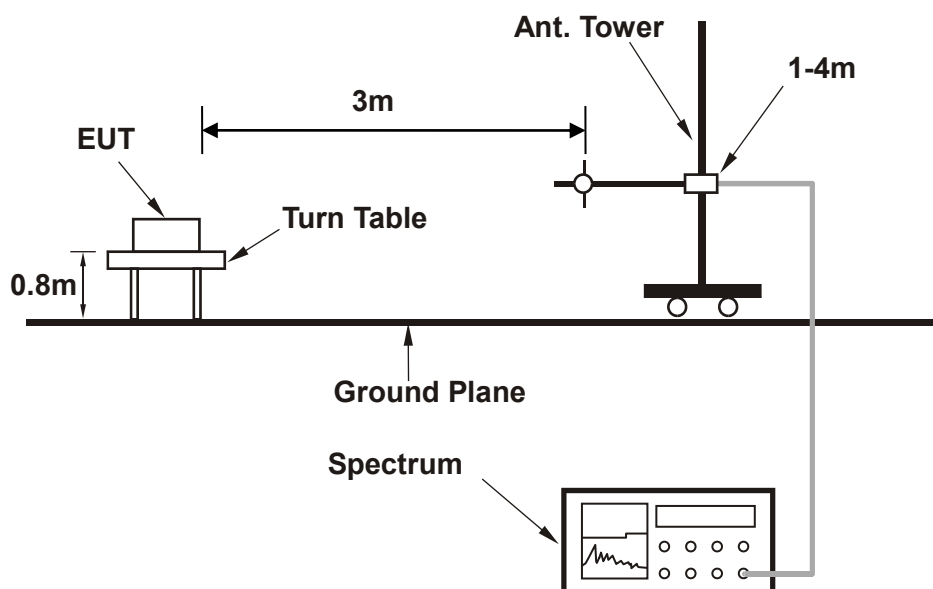 Ant. Tower
1-4m
3m
EUT
Turn Table
0.8m
Ground Plane
Spectrum